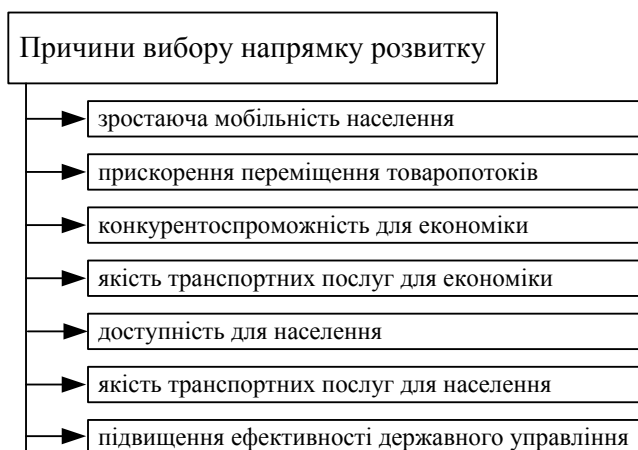 Причини вибору напрямку розвитку
зростаюча мобільність населення
прискорення переміщення товаропотоків
конкурентоспроможність для економіки
якість транспортних послуг для економіки
доступність для населення
якість транспортних послуг для населення
підвищення ефективності державного управління